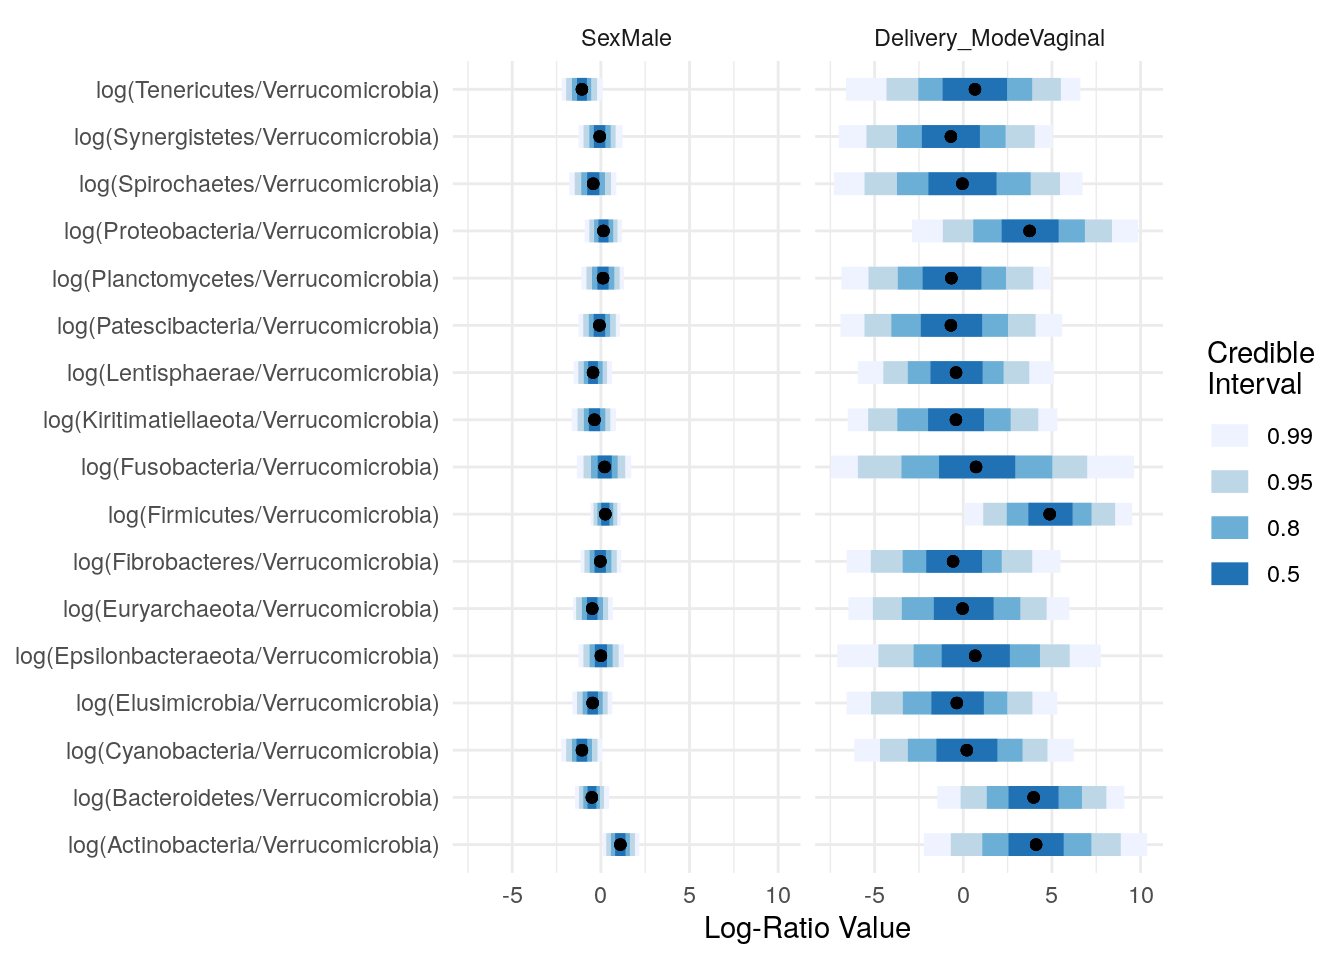 SexMale
Delivery_ModeVaginal
log(Tenericutes/Verrucomicrobia)
log(Synergistetes/Verrucomicrobia)
log(Spirochaetes/Verrucomicrobia)
log(Proteobacteria/Verrucomicrobia)
log(Planctomycetes/Verrucomicrobia)
log(Patescibacteria/Verrucomicrobia)
log(Lentisphaerae/Verrucomicrobia)
log(Kiritimatiellaeota/Verrucomicrobia)
log(Fusobacteria/Verrucomicrobia)
log(Firmicutes/Verrucomicrobia)
log(Fibrobacteres/Verrucomicrobia)
log(Euryarchaeota/Verrucomicrobia)
log(Epsilonbacteraeota/Verrucomicrobia)
log(Elusimicrobia/Verrucomicrobia)
log(Cyanobacteria/Verrucomicrobia)
log(Bacteroidetes/Verrucomicrobia)
log(Actinobacteria/Verrucomicrobia)
-5 0 5 10
-5 0 5 10
Log-Ratio Value
Credible
Interval
0.99
0.95
0.8
0.5